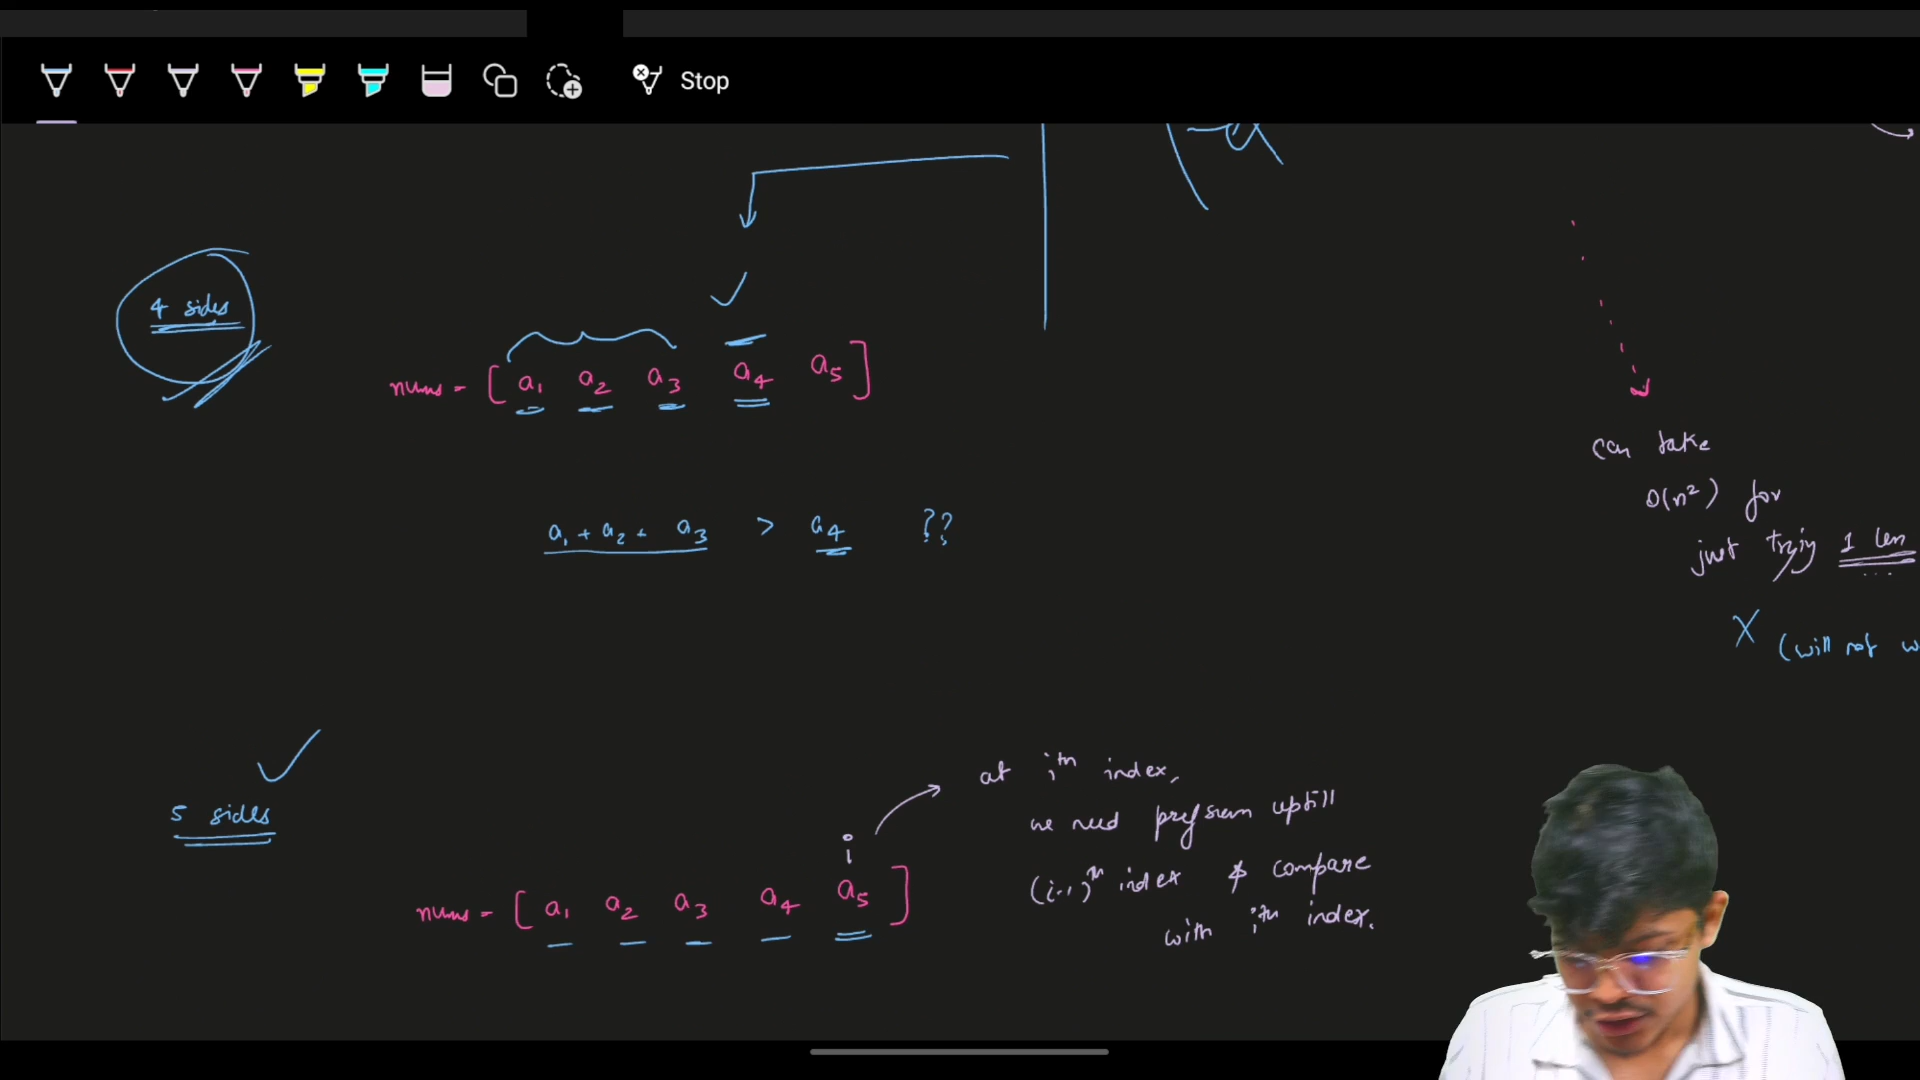 Stop
4 sides
nums = [ a1 a2 a3 a4 a5 ]
a1 + a2 + a3 > a4 ??
can take
O(n²) for
just trying 1 len
...
X (will not w
5 sides
at ith index,
we need pref sum uptill
(i-1)th index & compare
with ith index.
i
nums = [ a1 a2 a3 a4 a5 ]